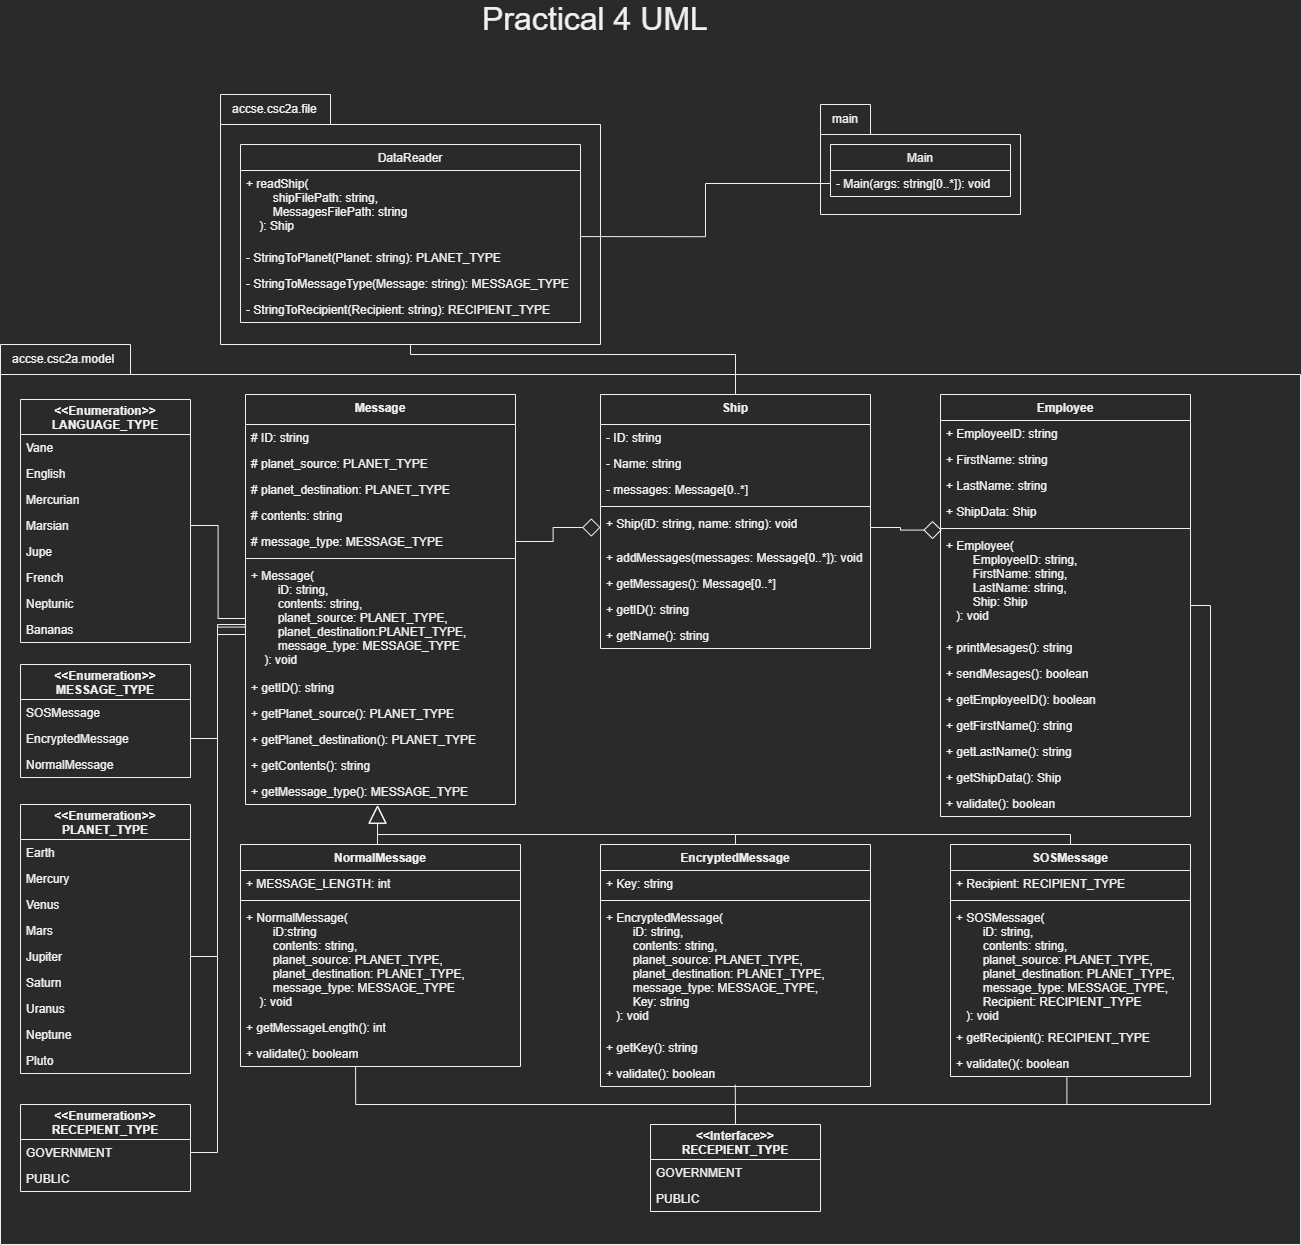 Practical 4 UML
accse.csc2a.file
DataReader
+ readShip(
shipFilePath: string,
MessagesFilePath: string
): Ship
- StringToPlanet(Planet: string): PLANET_TYPE
- StringToMessageType(Message: string): MESSAGE_TYPE
- StringToRecipient(Recipient: string): RECIPIENT_TYPE
main
Main
- Main(args: string[0..*]): void
accse.csc2a.model
<<Enumeration>>
LANGUAGE_TYPE
Vane
English
Mercurian
Marsian
Jupe
French
Neptunic
Bananas
<<Enumeration>>
MESSAGE_TYPE
SOSMessage
EncryptedMessage
NormalMessage
<<Enumeration>>
PLANET_TYPE
Earth
Mercury
Venus
Mars
Jupiter
Saturn
Uranus
Neptune
Pluto
<<Enumeration>>
RECEPIENT_TYPE
GOVERNMENT
PUBLIC
Message
# ID: string
# planet_source: PLANET_TYPE
# planet_destination: PLANET_TYPE
# contents: string
# message_type: MESSAGE_TYPE
+ Message(
iD: string,
contents: string,
planet_source: PLANET_TYPE,
planet_destination:PLANET_TYPE,
message_type: MESSAGE_TYPE
): void
+ getID(): string
+ getPlanet_source(): PLANET_TYPE
+ getPlanet_destination(): PLANET_TYPE
+ getContents(): string
+ getMessage_type(): MESSAGE_TYPE
Ship
- ID: string
- Name: string
- messages: Message[0..*]
+ Ship(iD: string, name: string): void
+ addMessages(messages: Message[0..*]): void
+ getMessages(): Message[0..*]
+ getID(): string
+ getName(): string
Employee
+ EmployeeID: string
+ FirstName: string
+ LastName: string
+ ShipData: Ship
+ Employee(
EmployeeID: string,
FirstName: string,
LastName: string,
Ship: Ship
): void
+ printMesages(): string
+ sendMesages(): boolean
+ getEmployeeID(): boolean
+ getFirstName(): string
+ getLastName(): string
+ getShipData(): Ship
+ validate(): boolean
NormalMessage
+ MESSAGE_LENGTH: int
+ NormalMessage(
iD:string
contents: string,
planet_source: PLANET_TYPE,
planet_destination: PLANET_TYPE,
message_type: MESSAGE_TYPE
): void
+ getMessageLength(): int
+ validate(): booleam
EncryptedMessage
+ Key: string
+ EncryptedMessage(
iD: string,
contents: string,
planet_source: PLANET_TYPE,
planet_destination: PLANET_TYPE,
message_type: MESSAGE_TYPE,
Key: string
): void
+ getKey(): string
+ validate(): boolean
SOSMessage
+ Recipient: RECIPIENT_TYPE
+ SOSMessage(
iD: string,
contents: string,
planet_source: PLANET_TYPE,
planet_destination: PLANET_TYPE,
message_type: MESSAGE_TYPE,
Recipient: RECIPIENT_TYPE
): void
+ getRecipient(): RECIPIENT_TYPE
+ validate()(: boolean
<<Interface>>
RECEPIENT_TYPE
GOVERNMENT
PUBLIC